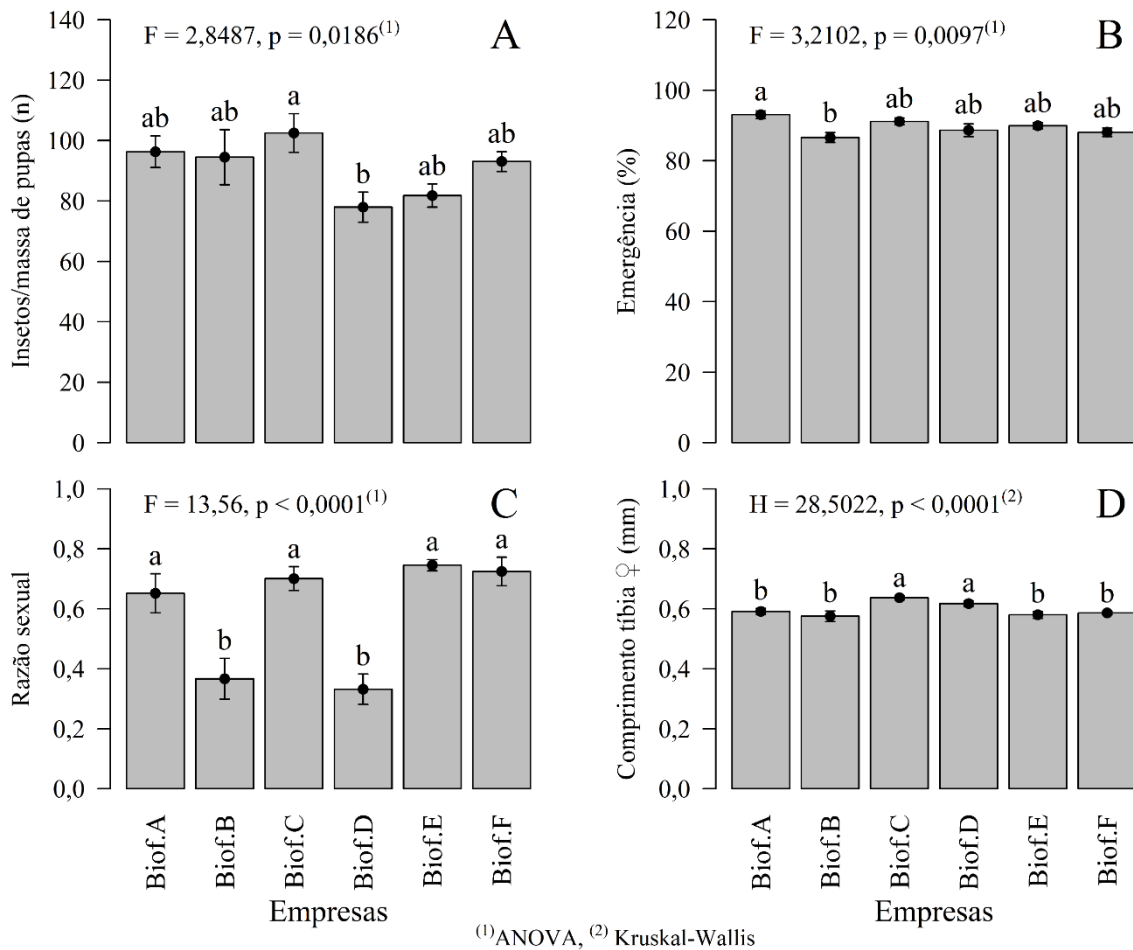 F = 2,8487, p = 0,0186⁽¹⁾
A
Insetos/massa de pupas (n)
140
120
100
80
60
40
20
0
ab
ab
a
b
ab
ab
F = 3,2102, p = 0,0097⁽¹⁾
B
Emergência (%)
120
100
80
60
40
20
0
a
b
ab
ab
ab
ab
F = 13,56, p < 0,0001⁽¹⁾
C
Razão sexual
1,0
0,8
0,6
0,4
0,2
0,0
a
b
a
b
a
a
Biof.A
Biof.B
Biof.C
Biof.D
Biof.E
Biof.F
Empresas
H = 28,5022, p < 0,0001⁽²⁾
D
Comprimento tíbia ♀ (mm)
1,0
0,8
0,6
0,4
0,2
0,0
b
b
a
a
b
b
Biof.A
Biof.B
Biof.C
Biof.D
Biof.E
Biof.F
Empresas
⁽¹⁾ANOVA, ⁽²⁾ Kruskal-Wallis